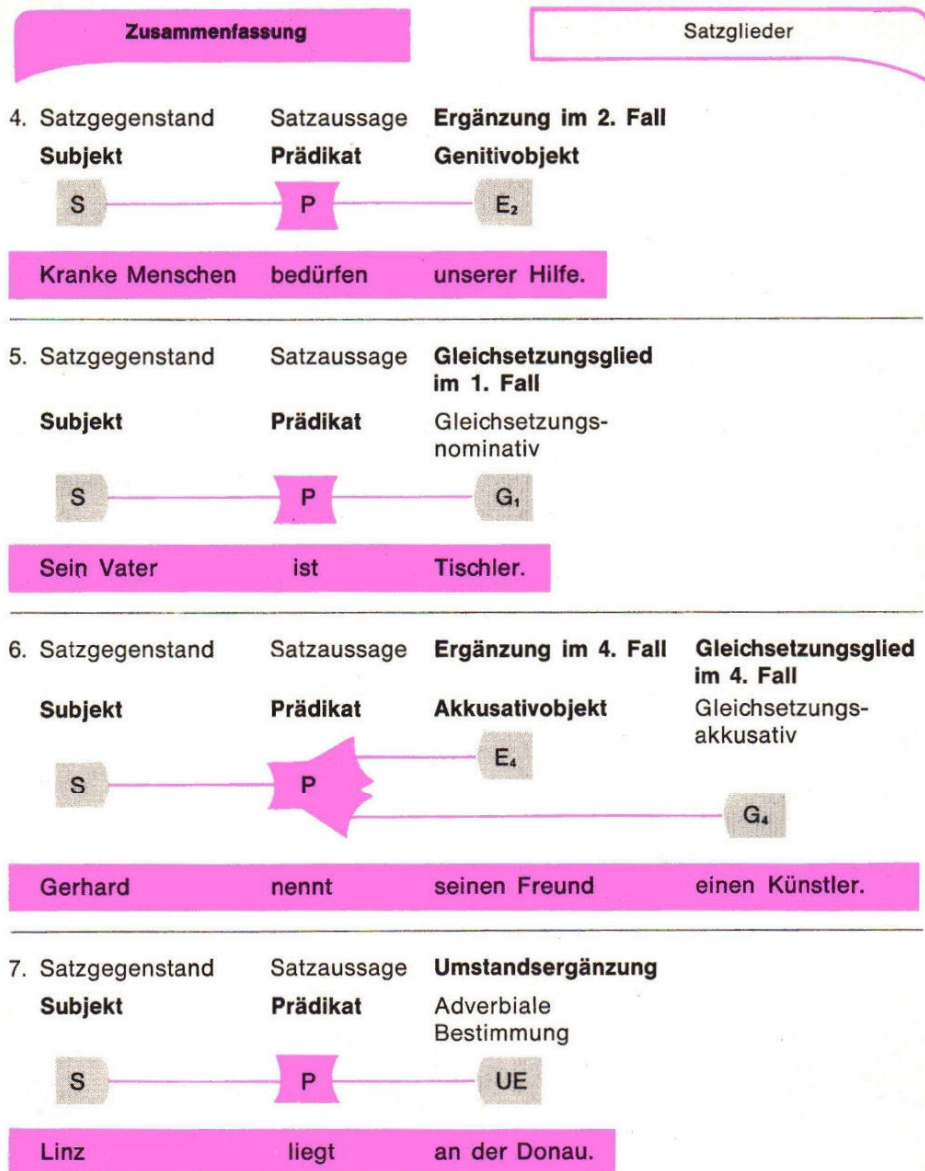 Zusammenfassung Satzglieder
4. Satzgegenstand Satzaussage Ergänzung im 2. Fall
Subjekt Prädikat Genitivobjekt
S P E₂
Kranke Menschen bedürfen unserer Hilfe.
5. Satzgegenstand Satzaussage Gleichsetzungsglied
im 1. Fall
Subjekt Prädikat Gleichsetzungs-
nominativ
S P G₁
Sein Vater ist Tischler.
6. Satzgegenstand Satzaussage Ergänzung im 4. Fall Gleichsetzungsglied
im 4. Fall
Subjekt Prädikat Akkusativobjekt Gleichsetzungs-
akkusativ
E₄
S P
G₄
Gerhard nennt seinen Freund einen Künstler.
7. Satzgegenstand Satzaussage Umstandsergänzung
Subjekt Prädikat Adverbiale
Bestimmung
S P UE
Linz liegt an der Donau.